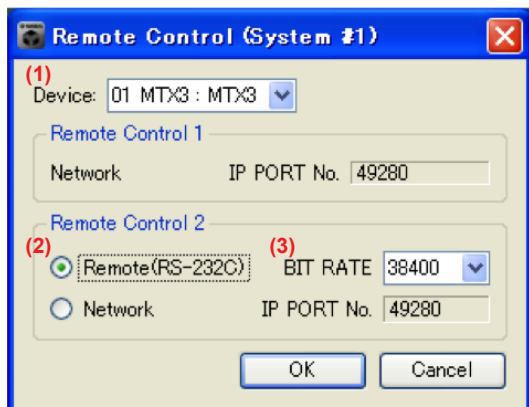 Remote Control (System #1)
(1)
Device: 01 MTX3 : MTX3
Remote Control 1
Network IP PORT No. 49280
Remote Control 2
(2) (3)
Remote(RS-232C) BIT RATE 38400
Network IP PORT No. 49280
OK Cancel